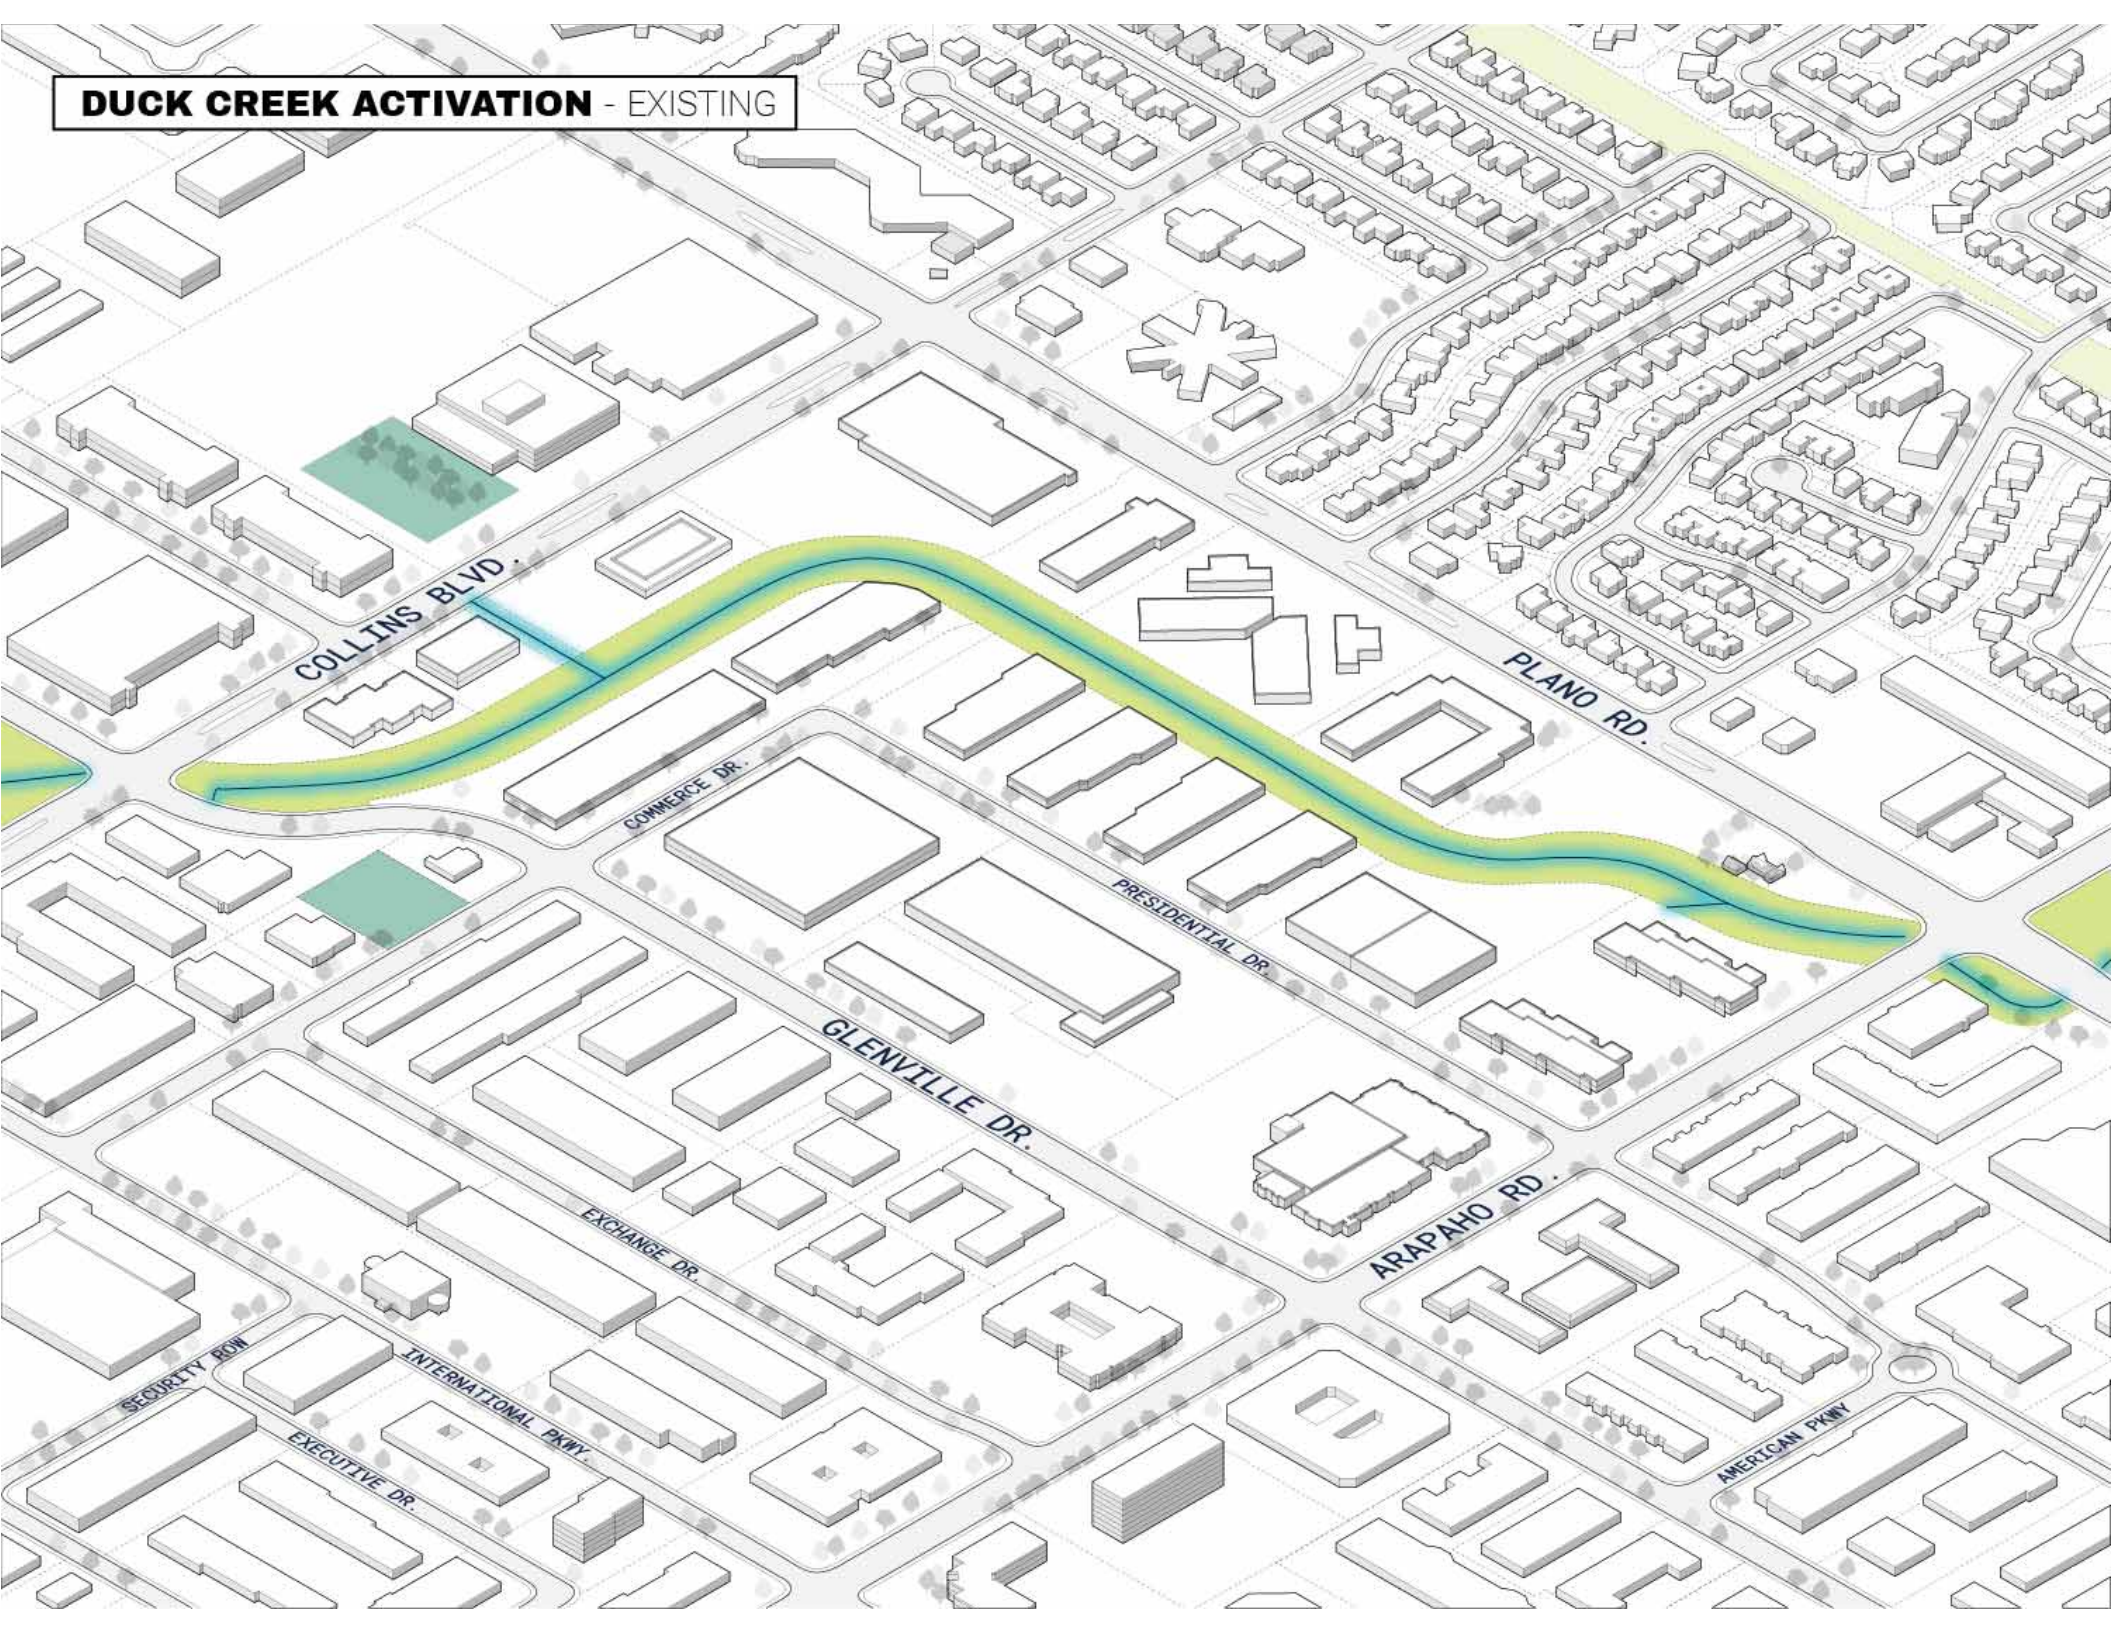 DUCK CREEK ACTIVATION - EXISTING
COLLINS BLVD.
PLANO RD.
COMMERCE DR.
PRESIDENTIAL DR.
GLENVILLE DR.
ARAPAHO RD.
EXCHANGE DR.
SECURITY ROW
INTERNATIONAL PKWY.
EXECUTIVE DR.
AMERICAN PKWY